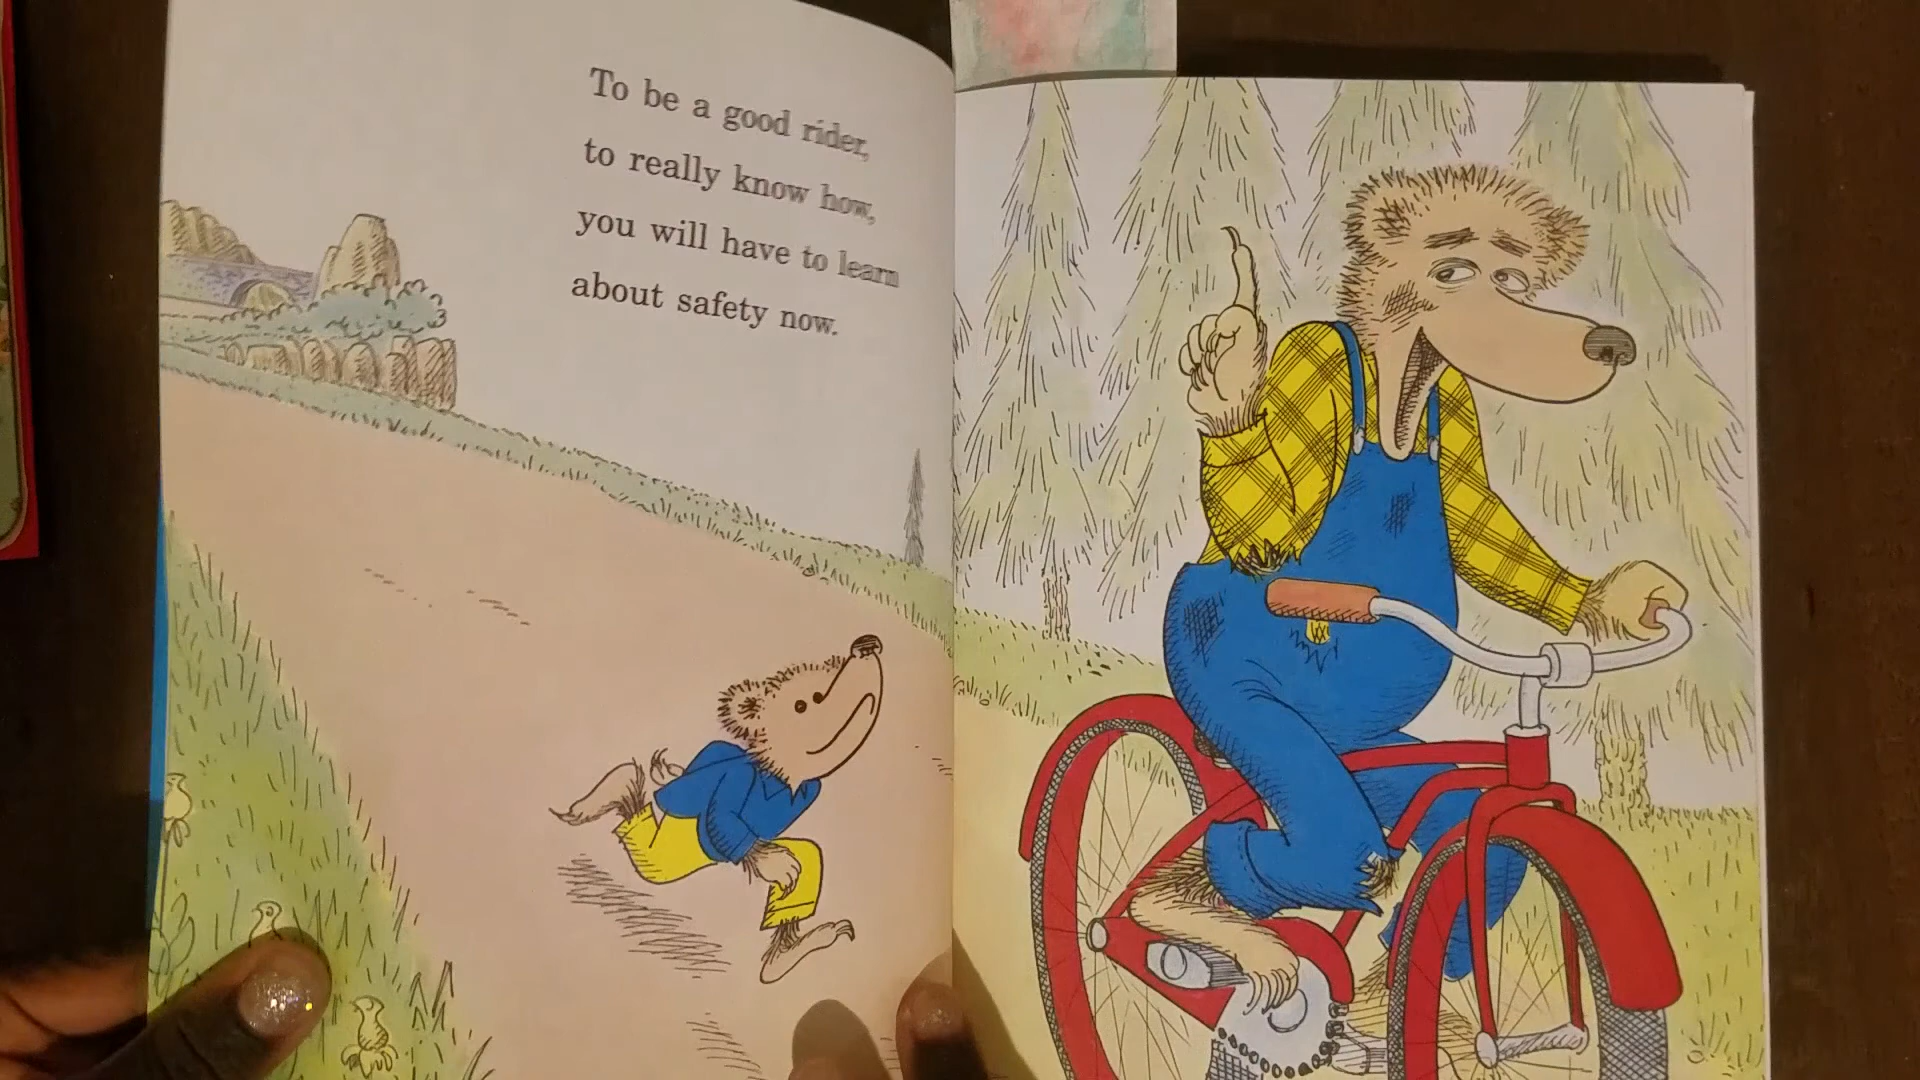 To be a good rider,
to really know how,
you will have to learn
about safety now.